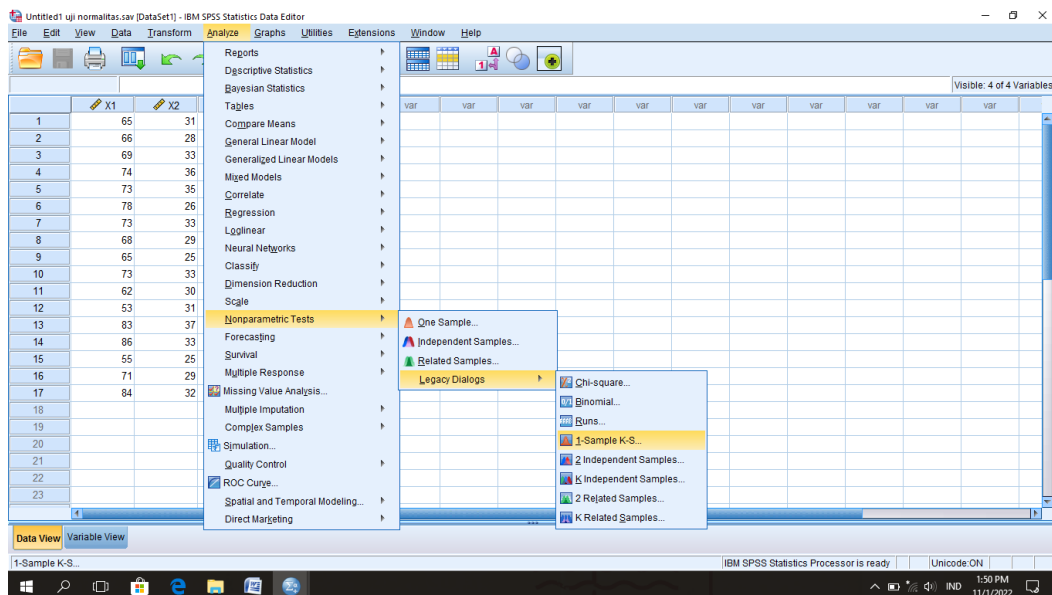 Untitled1 uji normalitas.sav [DataSet1] - IBM SPSS Statistics Data Editor
File Edit View Data Transform Analyze Graphs Utilities Extensions Window Help
Visible: 4 of 4 Variables
X1 X2 var var var var var var var var var var var
1 65 31
2 66 28
3 69 33
4 74 36
5 73 35
6 78 26
7 73 33
8 68 29
9 65 25
10 73 33
11 62 30
12 53 31
13 83 37
14 86 33
15 55 25
16 71 29
17 84 32
18
19
20
21
22
23
Reports
Descriptive Statistics
Bayesian Statistics
Tables
Compare Means
General Linear Model
Generalized Linear Models
Mixed Models
Correlate
Regression
Loglinear
Neural Networks
Classify
Dimension Reduction
Scale
Nonparametric Tests
Forecasting
Survival
Multiple Response
Missing Value Analysis...
Multiple Imputation
Complex Samples
Simulation...
Quality Control
ROC Curve...
Spatial and Temporal Modeling...
Direct Marketing
One Sample...
Independent Samples...
Related Samples...
Legacy Dialogs
Chi-square...
Binomial...
Runs...
1-Sample K-S...
2 Independent Samples...
K Independent Samples...
2 Related Samples...
K Related Samples...
Data View Variable View
1-Sample K-S... IBM SPSS Statistics Processor is ready Unicode:ON
IND 1:50 PM
11/1/2022